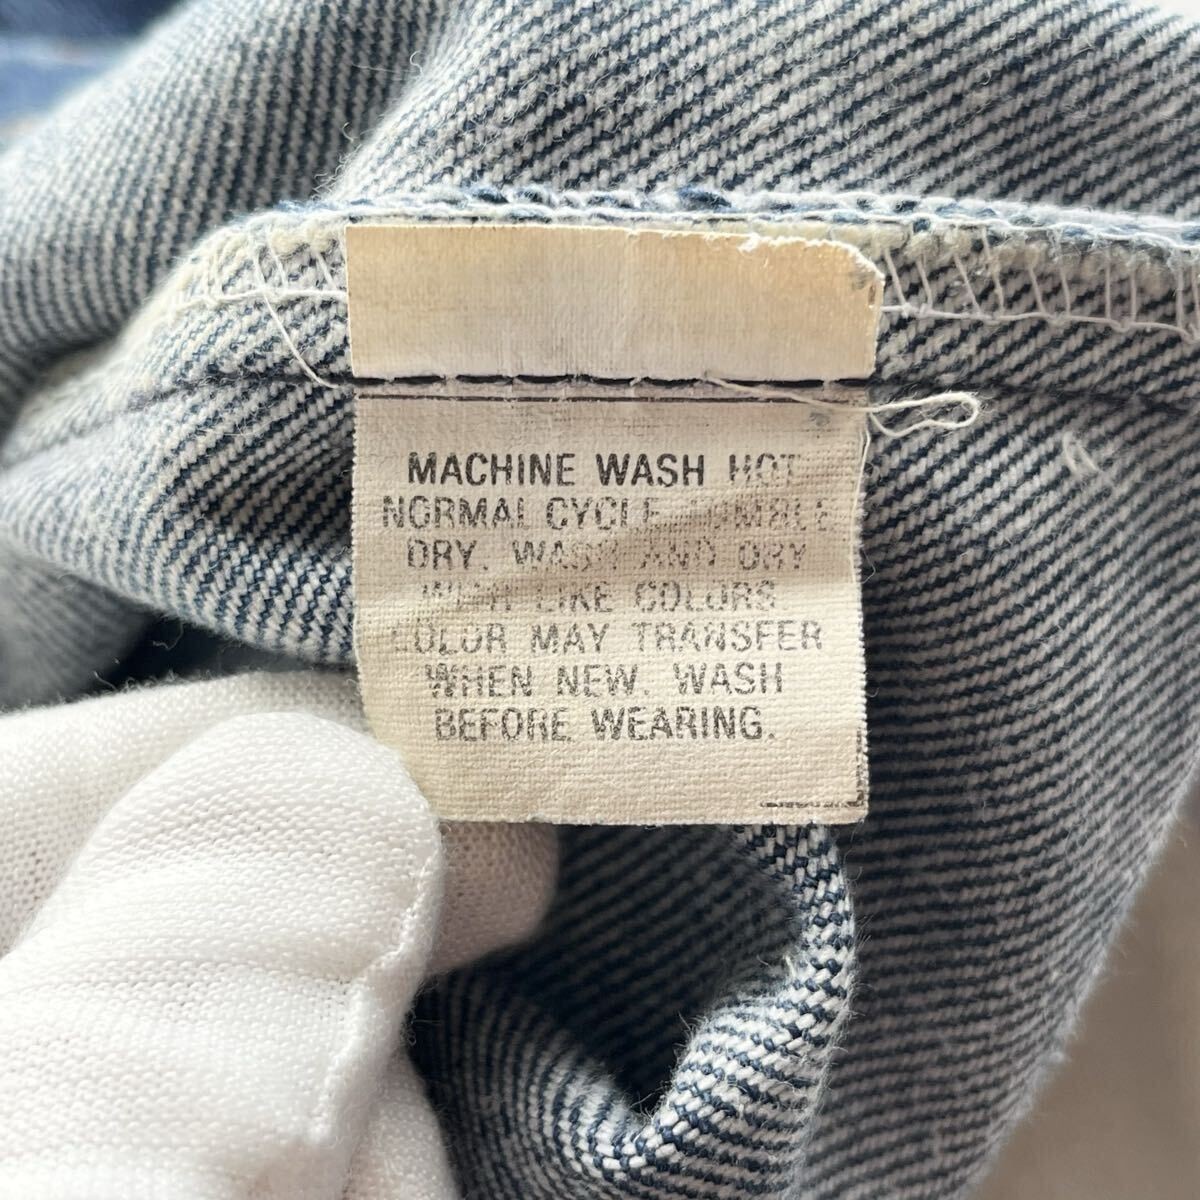 MACHINE WASH HOT
NORMAL CYCLE TUMBLE
DRY. WASH AND DRY
WITH LIKE COLORS.
COLOR MAY TRANSFER
WHEN NEW. WASH
BEFORE WEARING.